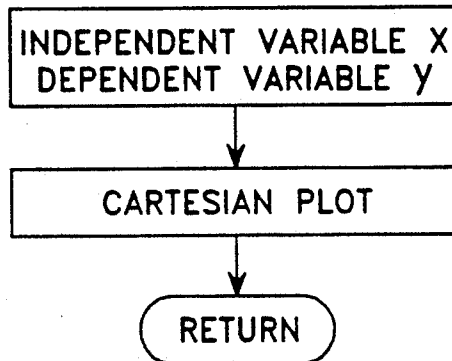 INDEPENDENT VARIABLE X
DEPENDENT VARIABLE y
CARTESIAN PLOT
RETURN